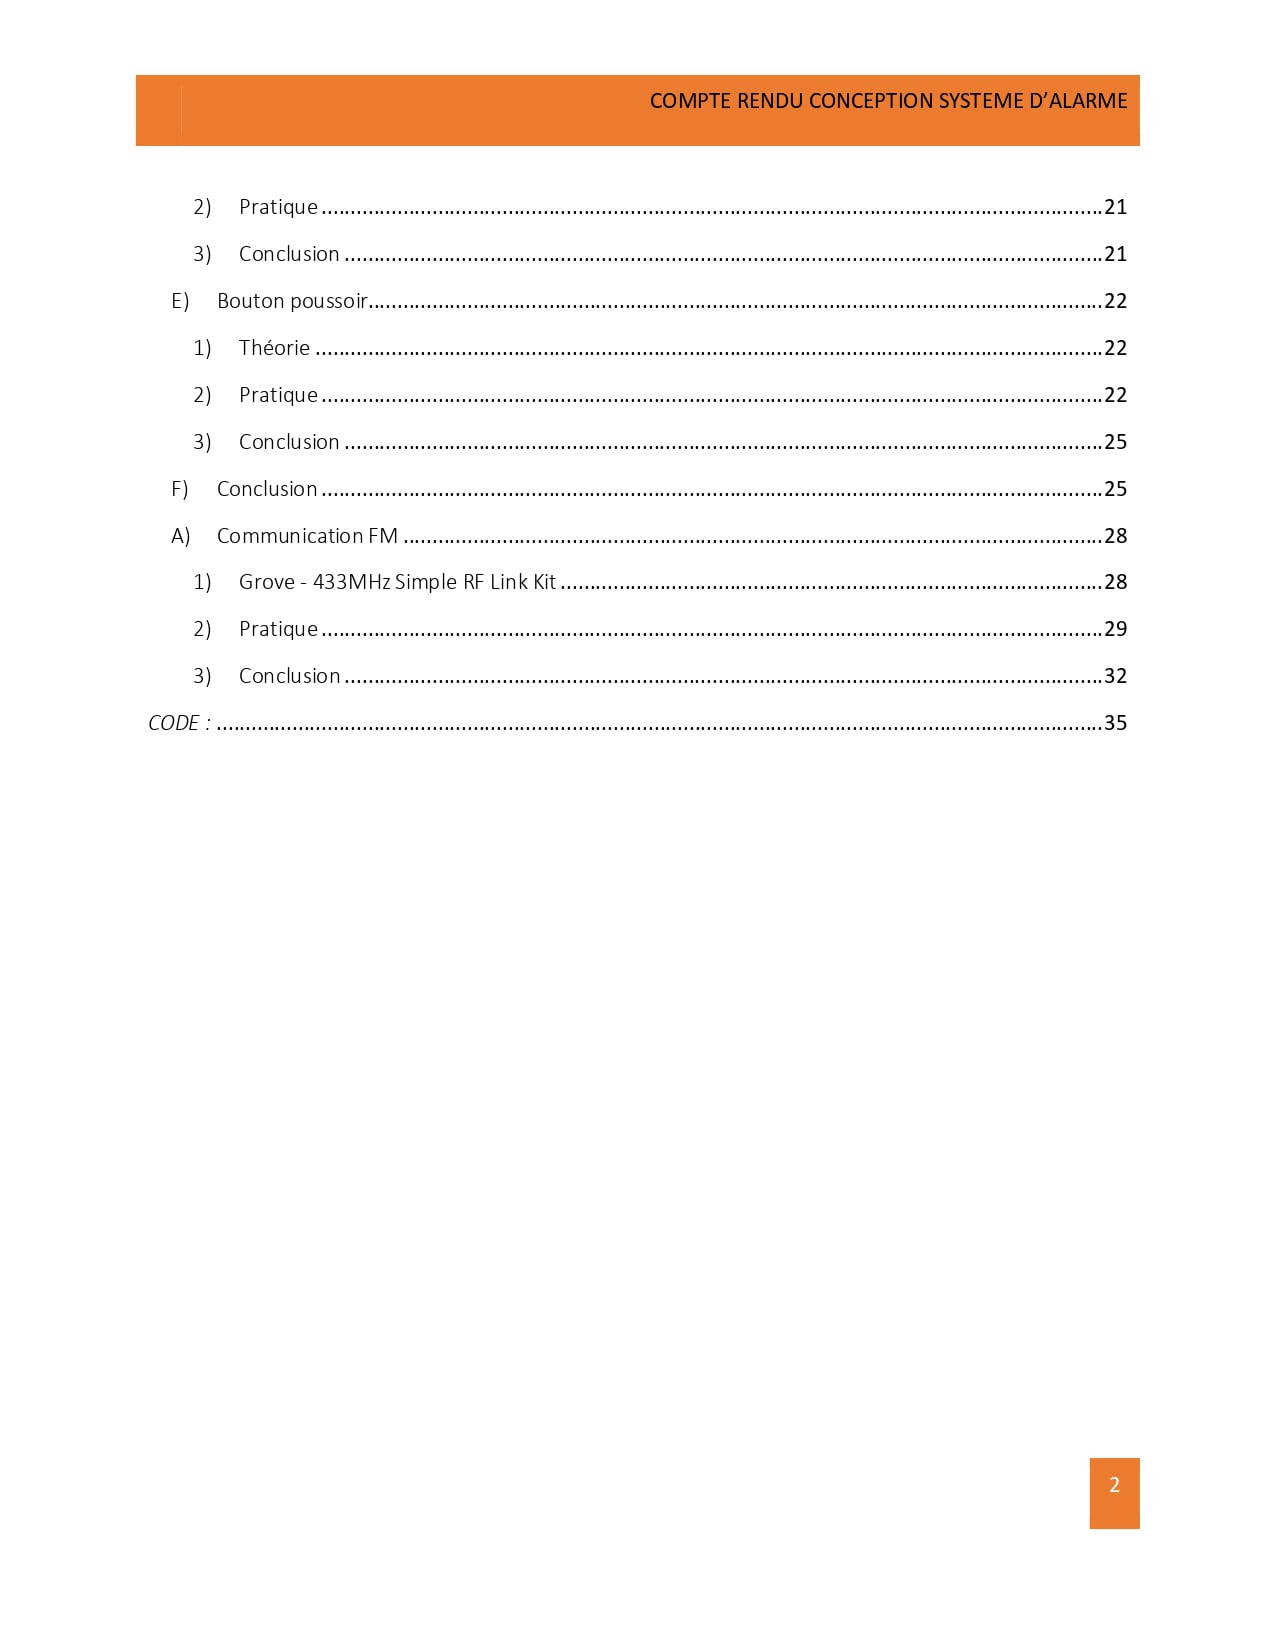 COMPTE RENDU CONCEPTION SYSTEME D’ALARME
2) Pratique ........................................................................................................................................ 21
3) Conclusion .................................................................................................................................... 21
E) Bouton poussoir................................................................................................................................ 22
1) Théorie ......................................................................................................................................... 22
2) Pratique ........................................................................................................................................ 22
3) Conclusion .................................................................................................................................... 25
F) Conclusion ........................................................................................................................................ 25
A) Communication FM .......................................................................................................................... 28
1) Grove - 433MHz Simple RF Link Kit .............................................................................................. 28
2) Pratique ........................................................................................................................................ 29
3) Conclusion .................................................................................................................................... 32
CODE : ......................................................................................................................................................... 35
2